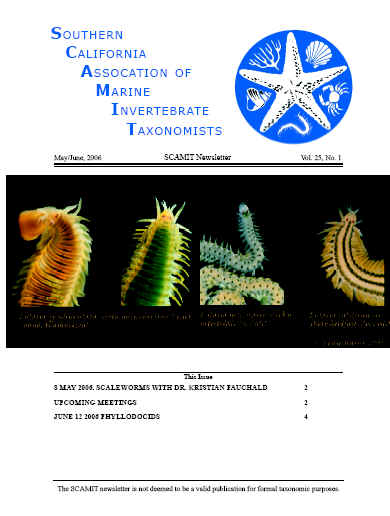 SOUTHERN
CALIFORNIA
ASSOCATION OF
MARINE
INVERTEBRATE
TAXONOMISTS
May/June, 2006 SCAMIT Newsletter Vol. 25, No. 1
This Issue
8 MAY 2006, SCALEWORMS WITH DR. KRISTIAN FAUCHALD 2
UPCOMING MEETINGS 2
JUNE 12 2006 PHYLLODOCIDS 4
The SCAMIT newsletter is not deemed to be a valid publication for formal taxonomic purposes.